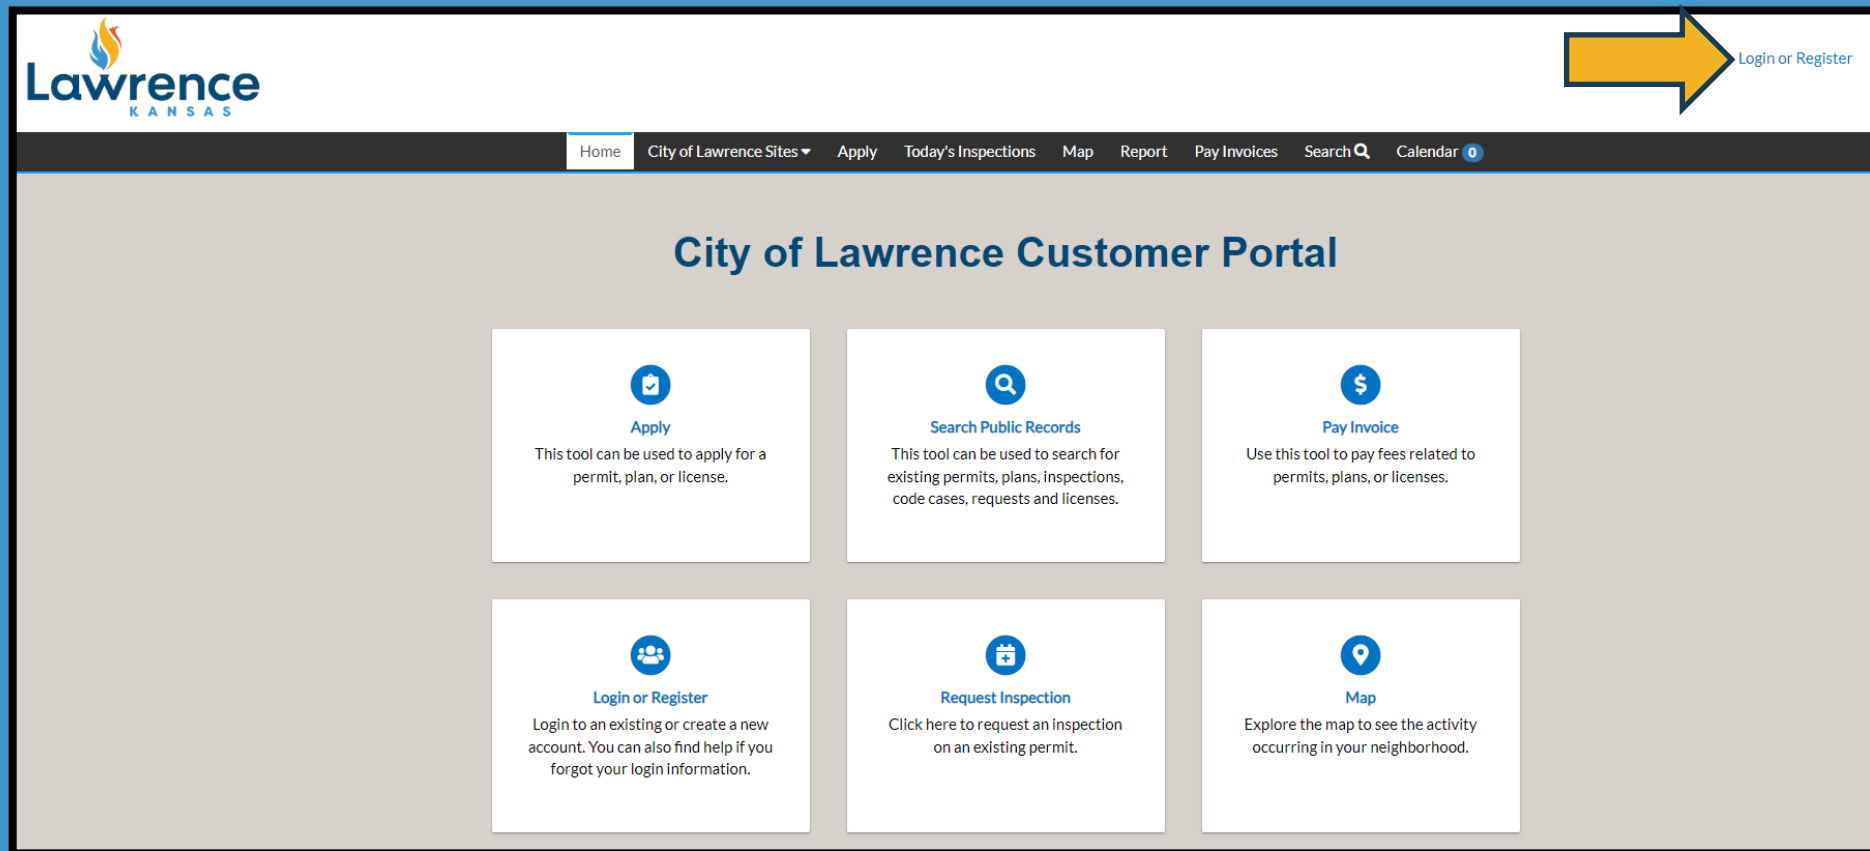 Lawrence
KANSAS
Login or Register
Home City of Lawrence Sites Apply Today's Inspections Map Report Pay Invoices Search Calendar 0
City of Lawrence Customer Portal
Apply
This tool can be used to apply for a
permit, plan, or license.
Search Public Records
This tool can be used to search for
existing permits, plans, inspections,
code cases, requests and licenses.
Pay Invoice
Use this tool to pay fees related to
permits, plans, or licenses.
Login or Register
Login to an existing or create a new
account. You can also find help if you
forgot your login information.
Request Inspection
Click here to request an inspection
on an existing permit.
Map
Explore the map to see the activity
occurring in your neighborhood.